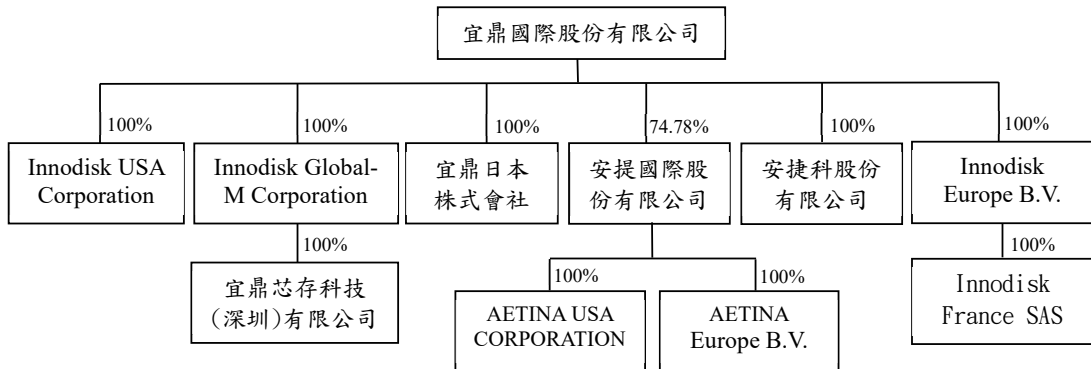 宜鼎國際股份有限公司
100%
100%
100%
74.78%
100%
100%
Innodisk USA
Corporation
Innodisk Global-
M Corporation
宜鼎日本
株式會社
安提國際股
份有限公司
安捷科股份
有限公司
Innodisk
Europe B.V.
100%
100%
100%
100%
宜鼎芯存科技
(深圳)有限公司
AETINA USA
CORPORATION
AETINA
Europe B.V.
Innodisk
France SAS